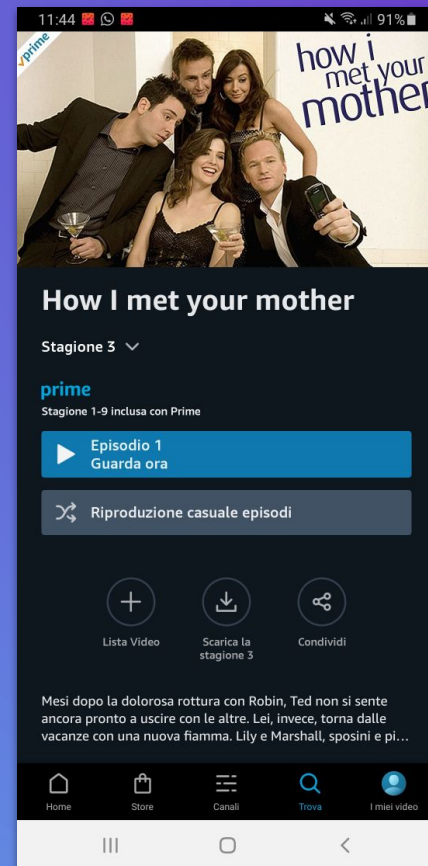 11:44
91%
prime
how i
met your
mother
How I met your mother
Stagione 3
prime
Stagione 1-9 inclusa con Prime
Episodio 1
Guarda ora
Riproduzione casuale episodi
Lista Video
Scarica la
stagione 3
Condividi
Mesi dopo la dolorosa rottura con Robin, Ted non si sente
ancora pronto a uscire con le altre. Lei, invece, torna dalle
vacanze con una nuova fiamma. Lily e Marshall, sposini e pi...
Home
Store
Canali
Trova
I miei video